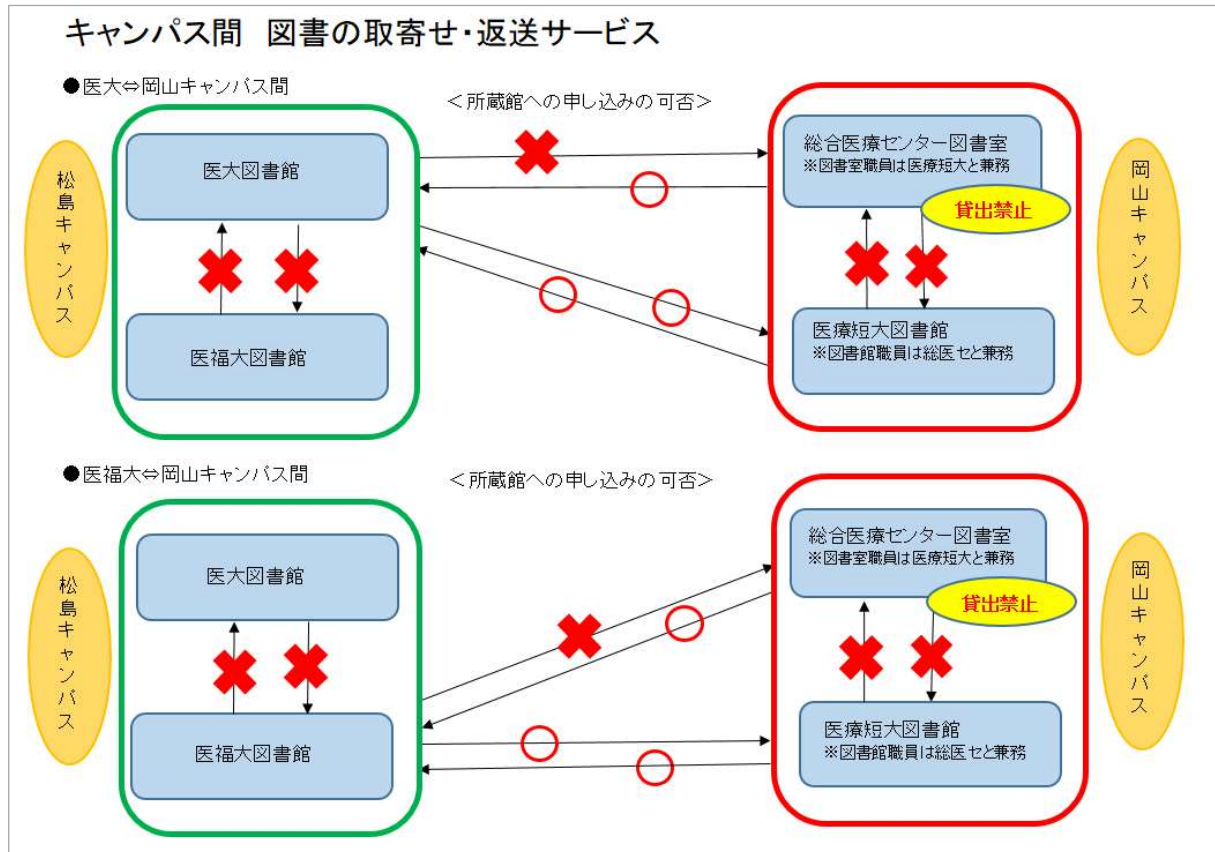 キャンパス間 図書の取寄せ・返送サービス
●医大⇔岡山キャンパス間
＜所蔵館への申し込みの可否＞
松島キャンパス
医大図書館
医福大図書館
総合医療センター図書室
※図書室職員は医療短大と兼務
貸出禁止
医療短大図書館
※図書館職員は総医セと兼務
岡山キャンパス
●医福大⇔岡山キャンパス間
＜所蔵館への申し込みの可否＞
松島キャンパス
医大図書館
医福大図書館
総合医療センター図書室
※図書室職員は医療短大と兼務
貸出禁止
医療短大図書館
※図書館職員は総医セと兼務
岡山キャンパス